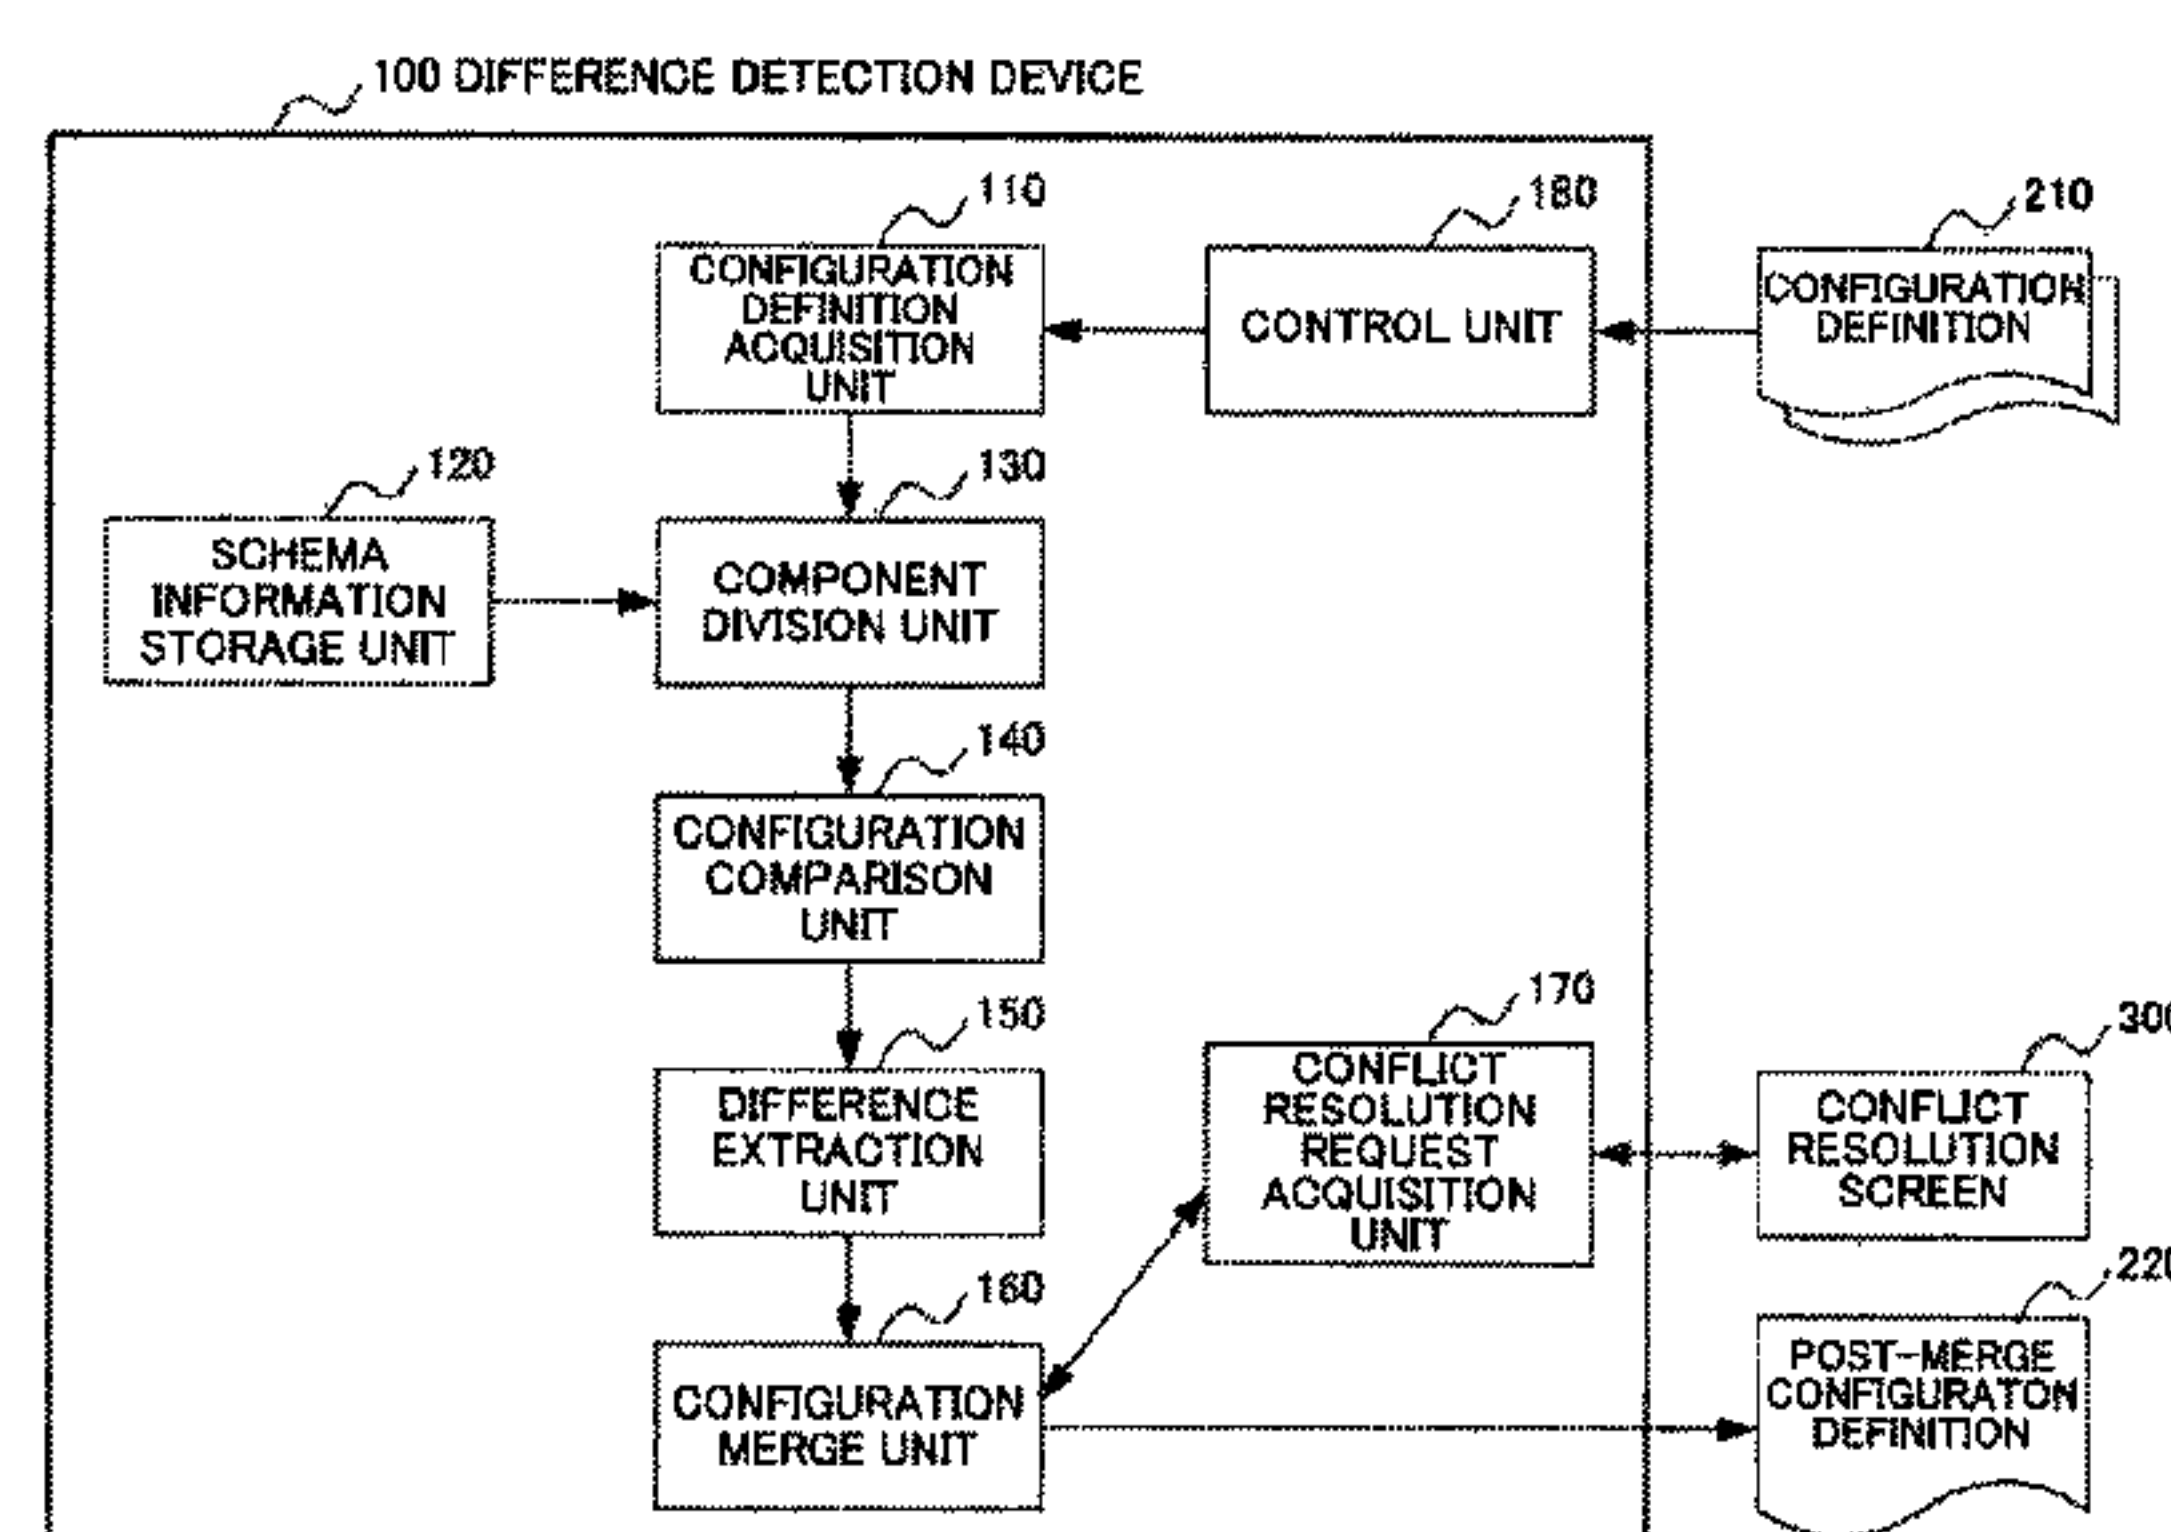 100 DIFFERENCE DETECTION DEVICE
110
180
210
CONFIGURATION
DEFINITION
ACQUISITION
UNIT
CONTROL UNIT
CONFIGURATION
DEFINITION
120
130
SCHEMA
INFORMATION
STORAGE UNIT
COMPONENT
DIVISION UNIT
140
CONFIGURATION
COMPARISON
UNIT
150
170
300
DIFFERENCE
EXTRACTION
UNIT
CONFLICT
RESOLUTION
REQUEST
ACQUISITION
UNIT
CONFLICT
RESOLUTION
SCREEN
160
220
CONFIGURATION
MERGE UNIT
POST-MERGE
CONFIGURATON
DEFINITION